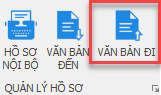 HỒ SƠ VĂN BẢN VĂN BẢN ĐI
NỘI BỘ ĐẾN
QUẢN LÝ HỒ SƠ